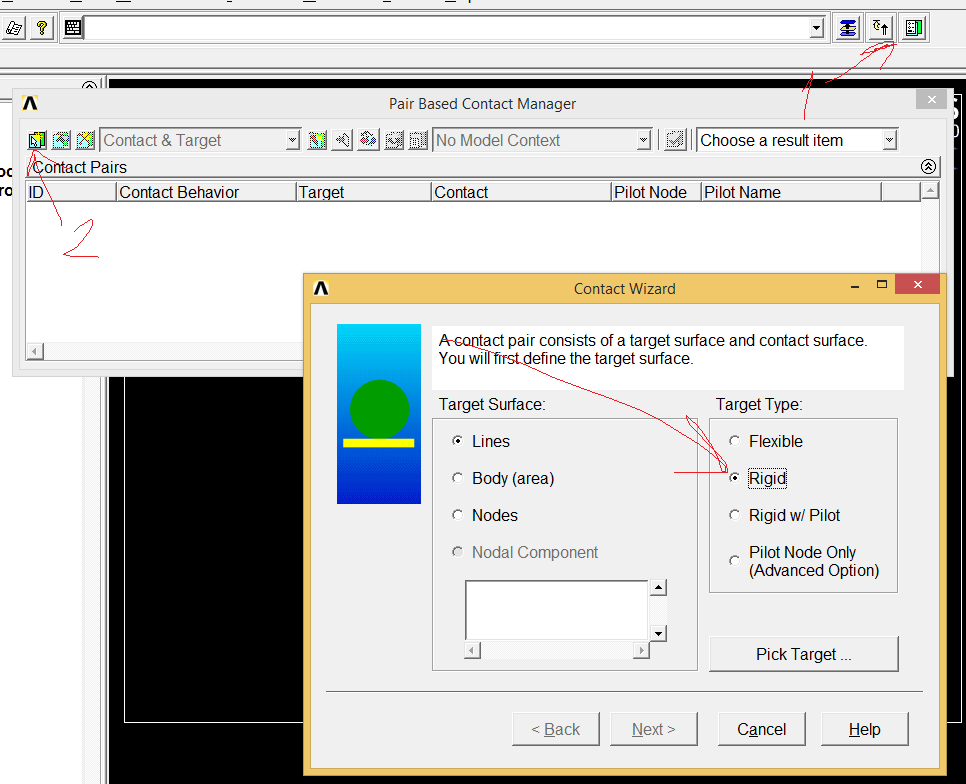 Pair Based Contact Manager
Contact & Target
No Model Context
Choose a result item
Contact Pairs
ID Contact Behavior Target Contact Pilot Node Pilot Name
2
Contact Wizard
A contact pair consists of a target surface and contact surface.
You will first define the target surface.
Target Surface:
Lines
Body (area)
Nodes
Nodal Component
Target Type:
Flexible
Rigid
Rigid w/ Pilot
Pilot Node Only
(Advanced Option)
Pick Target ...
< Back Next > Cancel Help